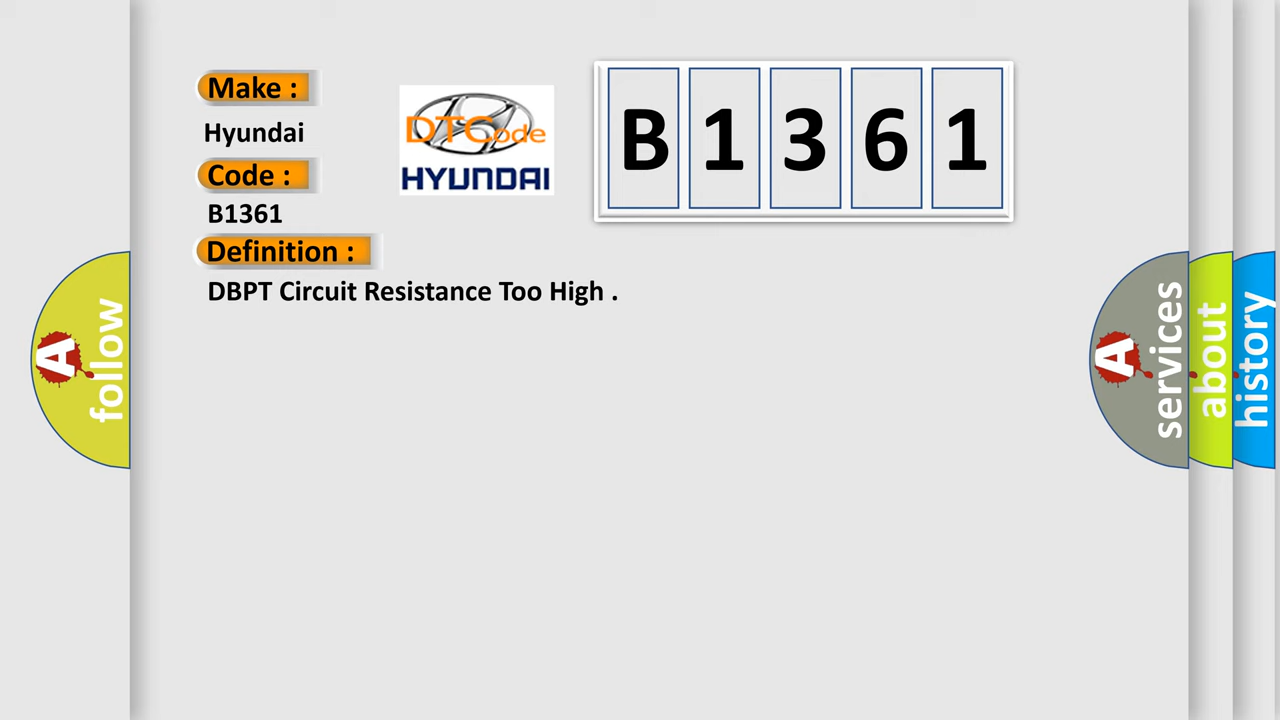 Make :
Hyundai
Code :
B1361
Definition :
DBPT Circuit Resistance Too High .
DTCode
HYUNDAI
B 1 3 6 1
A follow
A services
about
history